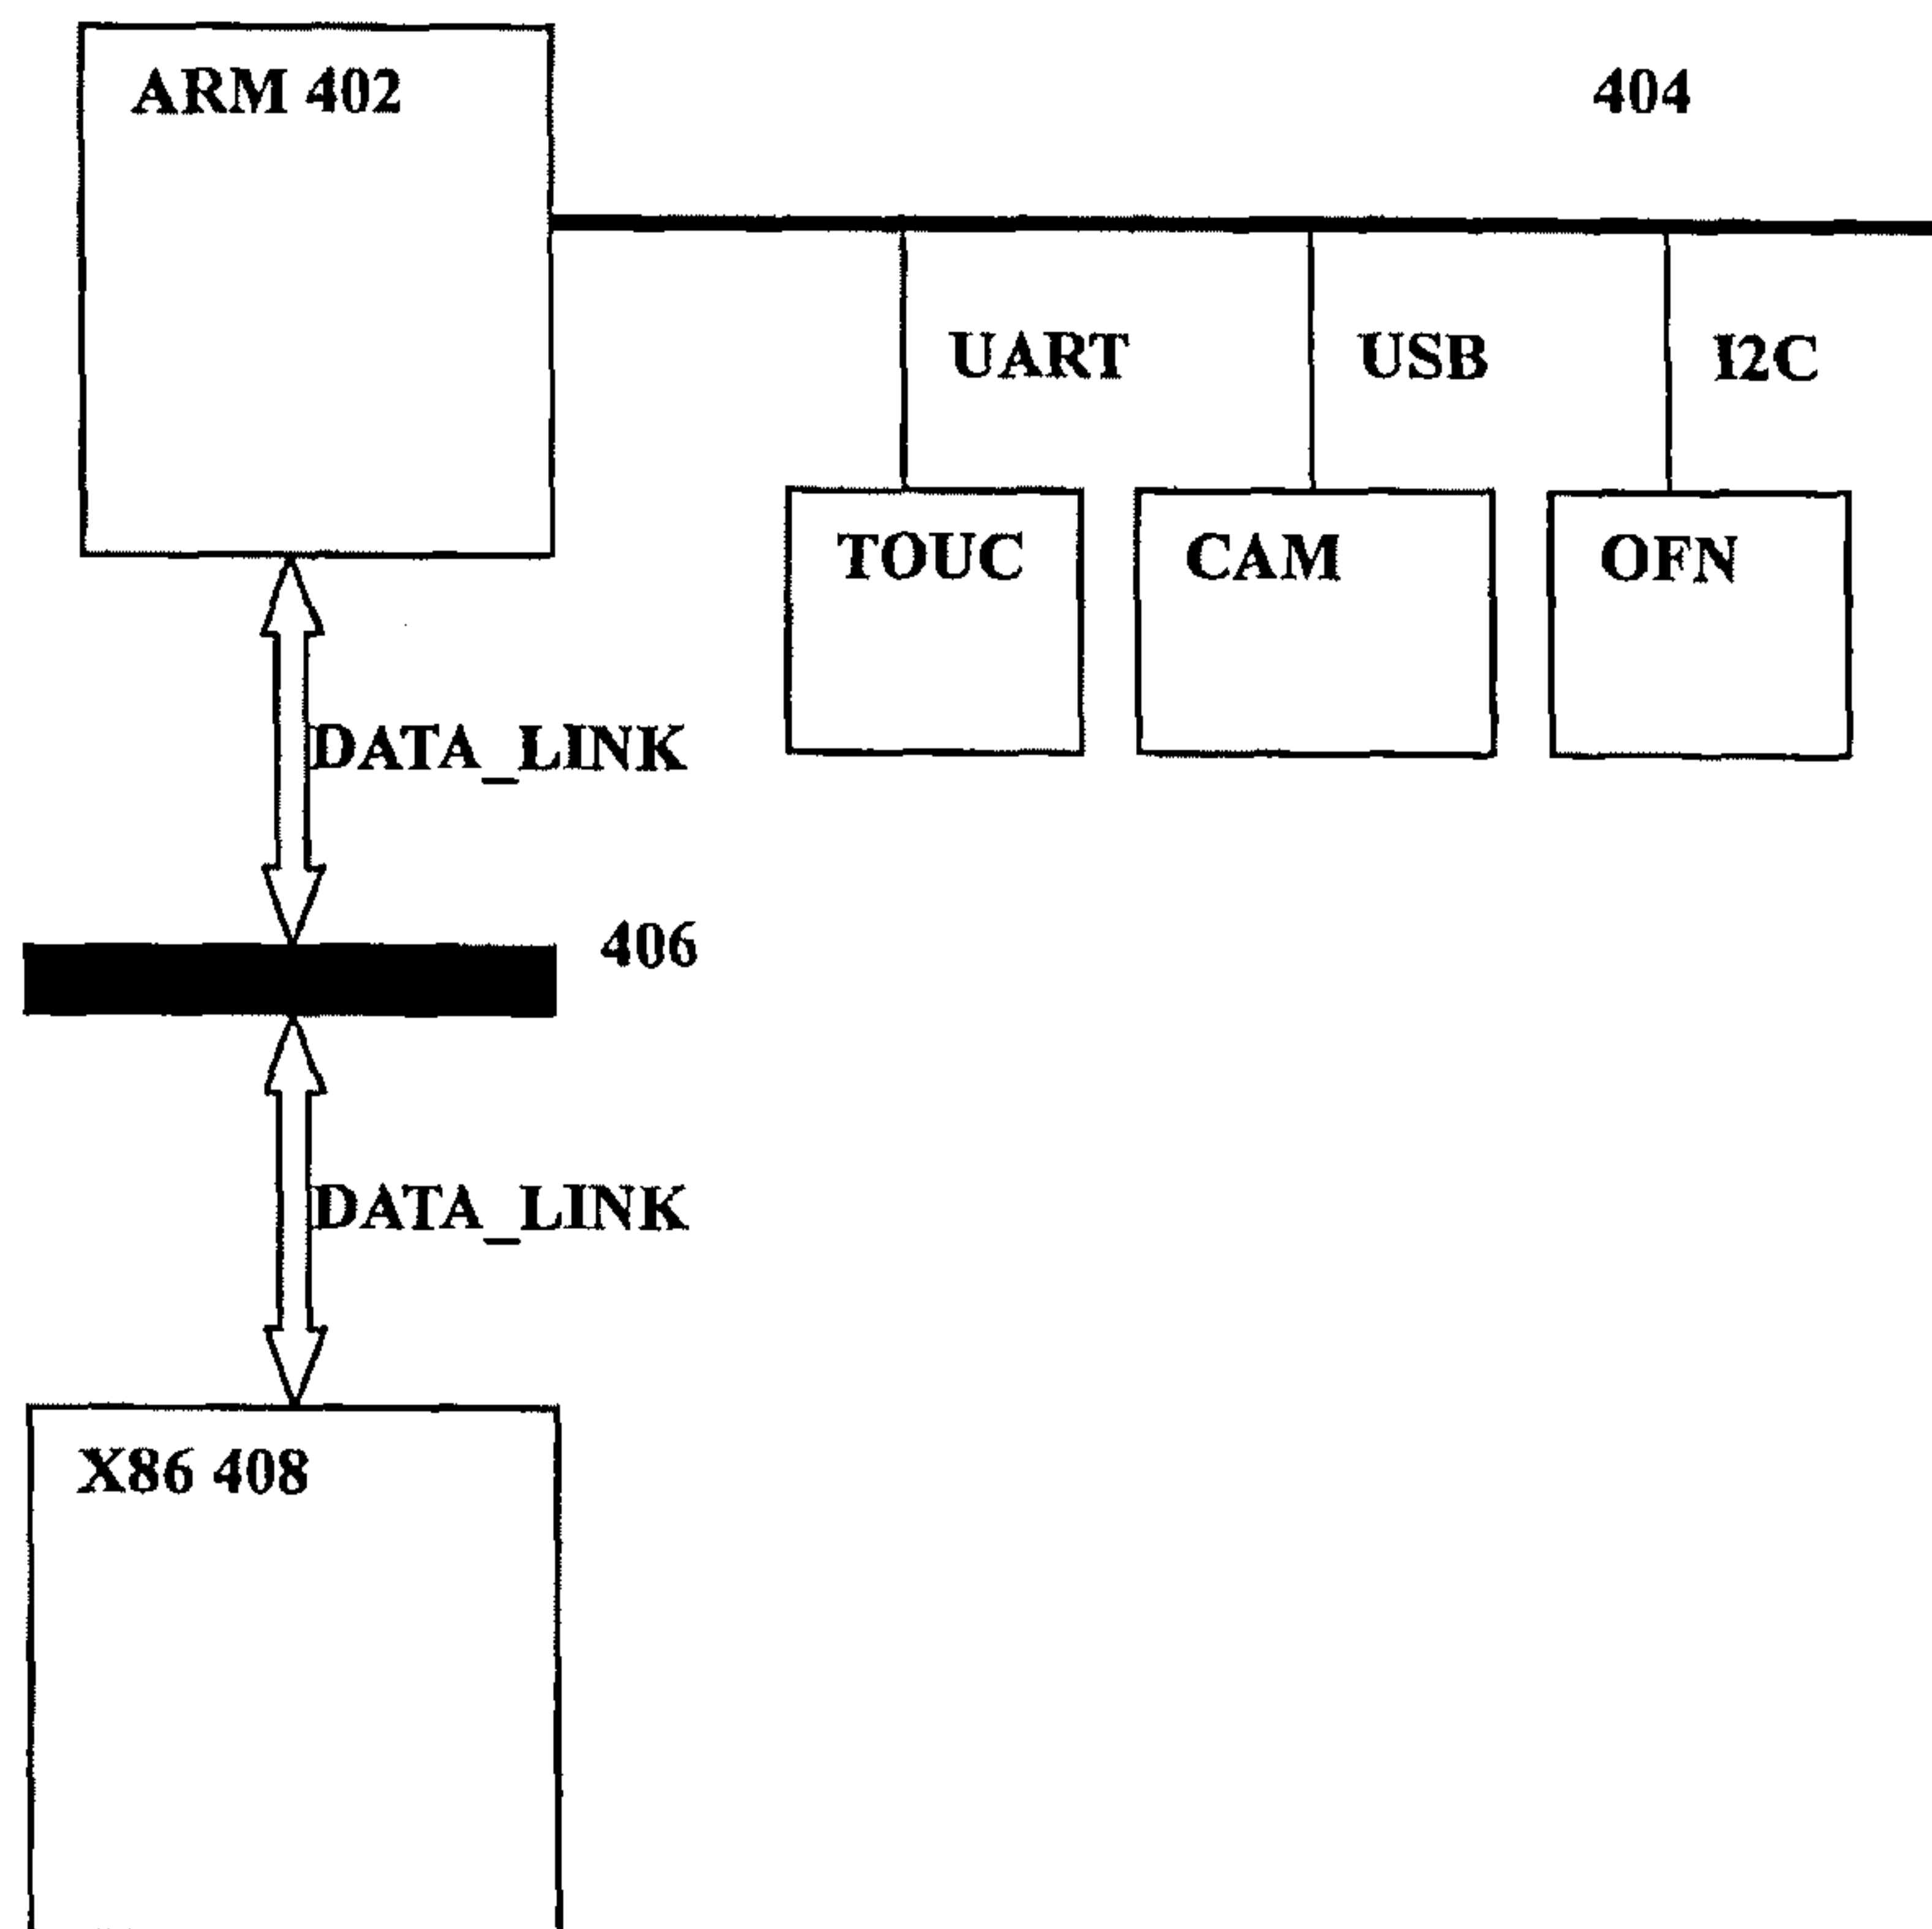 ARM 402
404
UART
USB
I2C
TOUC
CAM
OFN
DATA_LINK
406
DATA_LINK
X86 408